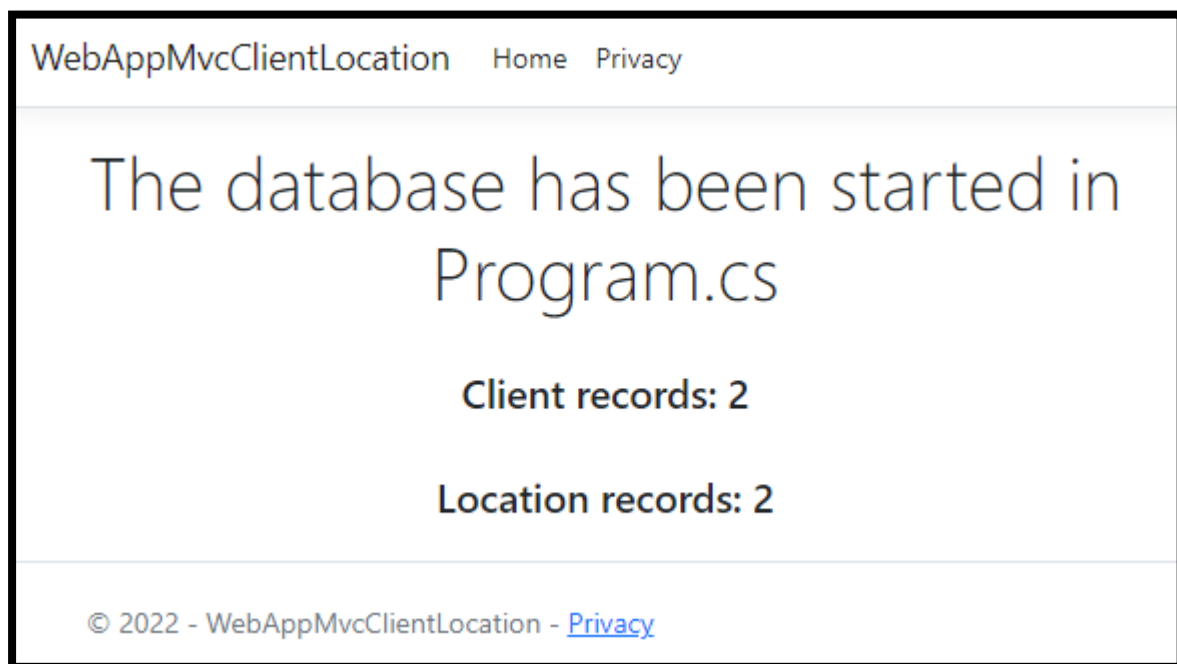 WebAppMvcClientLocation Home Privacy
The database has been started in
Program.cs
Client records: 2
Location records: 2
© 2022 - WebAppMvcClientLocation - Privacy